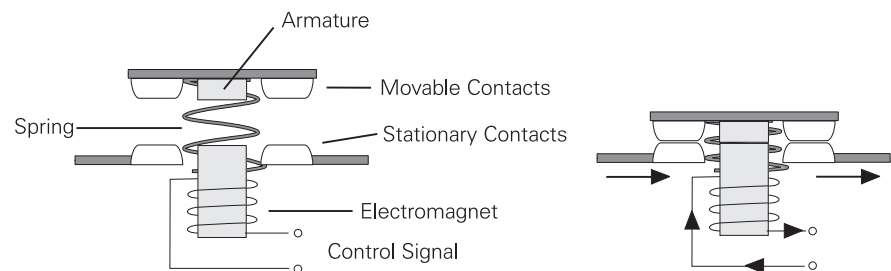 Armature
Movable Contacts
Spring
Stationary Contacts
Electromagnet
Control Signal